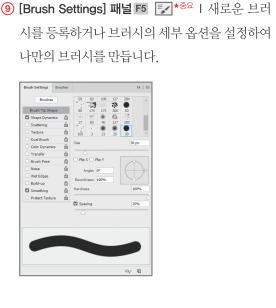 ⑨ [Brush Settings] 패널 F5 ★중요 | 새로운 브러
시를 등록하거나 브러시의 세부 옵션을 설정하여
나만의 브러시를 만듭니다.
Brush Settings Brushes
Brushes
Brush Tip Shape
Shape Dynamics
Scattering
Texture
Dual Brush
Color Dynamics
Transfer
Brush Pose
Noise
Wet Edges
Build-up
Smoothing
Protect Texture
Size
Flip X Flip Y
Angle: 0°
Roundness: 100%
Hardness 100%
Spacing 25%